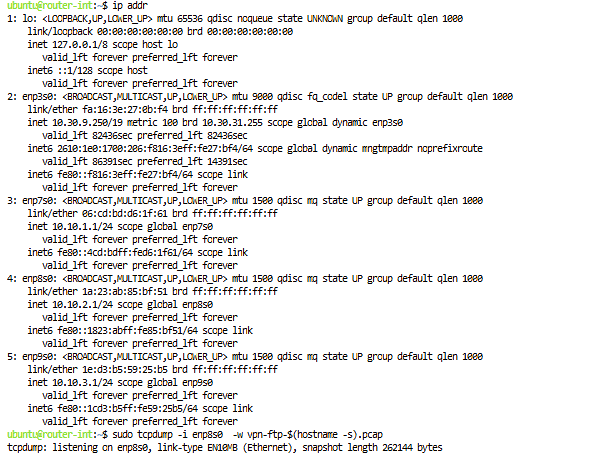 ubuntu@router-int:~$ ip addr
1: lo: <LOOPBACK,UP,LOWER_UP> mtu 65536 qdisc noqueue state UNKNOWN group default qlen 1000
    link/loopback 00:00:00:00:00:00 brd 00:00:00:00:00:00
    inet 127.0.0.1/8 scope host lo
       valid_lft forever preferred_lft forever
    inet6 ::1/128 scope host
       valid_lft forever preferred_lft forever
2: enp3s0: <BROADCAST,MULTICAST,UP,LOWER_UP> mtu 9000 qdisc fq_codel state UP group default qlen 1000
    link/ether fa:16:3e:27:0b:f4 brd ff:ff:ff:ff:ff:ff
    inet 10.30.9.250/19 metric 100 brd 10.30.31.255 scope global dynamic enp3s0
       valid_lft 82436sec preferred_lft 82436sec
    inet6 2610:1e0:1700:206:f816:3eff:fe27:bf4/64 scope global dynamic mngtmpaddr noprefixroute
       valid_lft 86391sec preferred_lft 14391sec
    inet6 fe80::f816:3eff:fe27:bf4/64 scope link
       valid_lft forever preferred_lft forever
3: enp7s0: <BROADCAST,MULTICAST,UP,LOWER_UP> mtu 1500 qdisc mq state UP group default qlen 1000
    link/ether 06:cd:bd:d6:1f:61 brd ff:ff:ff:ff:ff:ff
    inet 10.10.1.1/24 scope global enp7s0
       valid_lft forever preferred_lft forever
    inet6 fe80::4cd:bdff:fed6:1f61/64 scope link
       valid_lft forever preferred_lft forever
4: enp8s0: <BROADCAST,MULTICAST,UP,LOWER_UP> mtu 1500 qdisc mq state UP group default qlen 1000
    link/ether 1a:23:ab:85:bf:51 brd ff:ff:ff:ff:ff:ff
    inet 10.10.2.1/24 scope global enp8s0
       valid_lft forever preferred_lft forever
    inet6 fe80::1823:abff:fe85:bf51/64 scope link
       valid_lft forever preferred_lft forever
5: enp9s0: <BROADCAST,MULTICAST,UP,LOWER_UP> mtu 1500 qdisc mq state UP group default qlen 1000
    link/ether 1e:d3:b5:59:25:b5 brd ff:ff:ff:ff:ff:ff
    inet 10.10.3.1/24 scope global enp9s0
       valid_lft forever preferred_lft forever
    inet6 fe80::1cd3:b5ff:fe59:25b5/64 scope link
       valid_lft forever preferred_lft forever
ubuntu@router-int:~$ sudo tcpdump -i enp8s0  -w vpn-ftp-$(hostname -s).pcap
tcpdump: listening on enp8s0, link-type EN10MB (Ethernet), snapshot length 262144 bytes